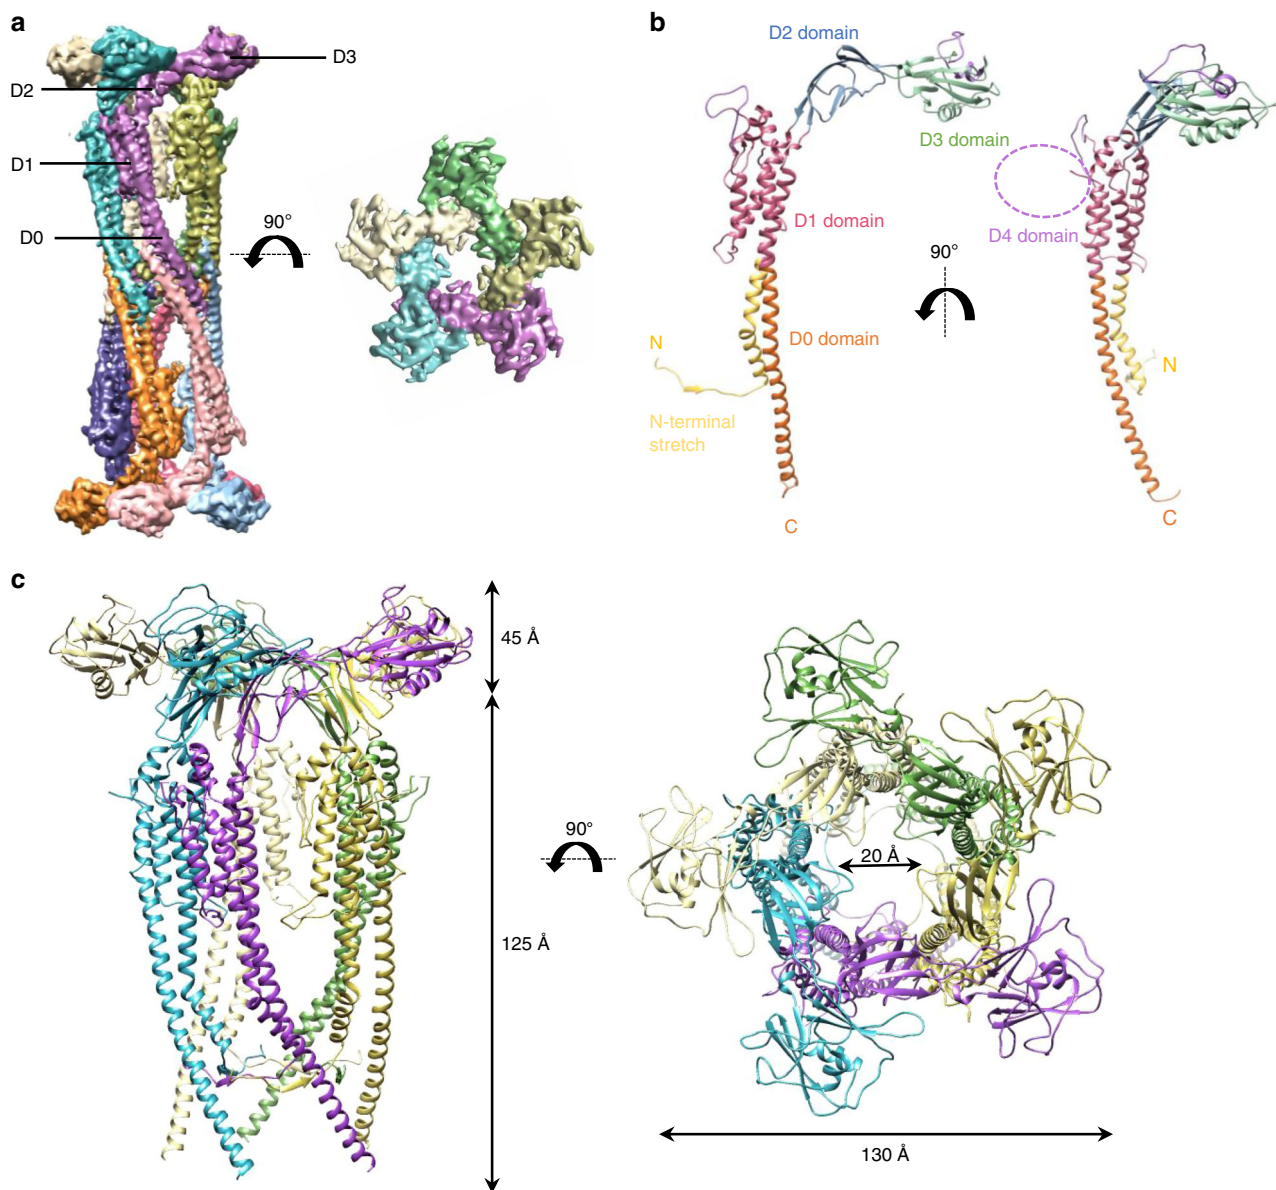 a
D3
D2
D1
D0
90°
b
D2 domain
D3 domain
D1 domain
D4 domain
90°
D0 domain
N
N
N-terminal
stretch
C
C
c
45 Å
125 Å
90°
20 Å
130 Å